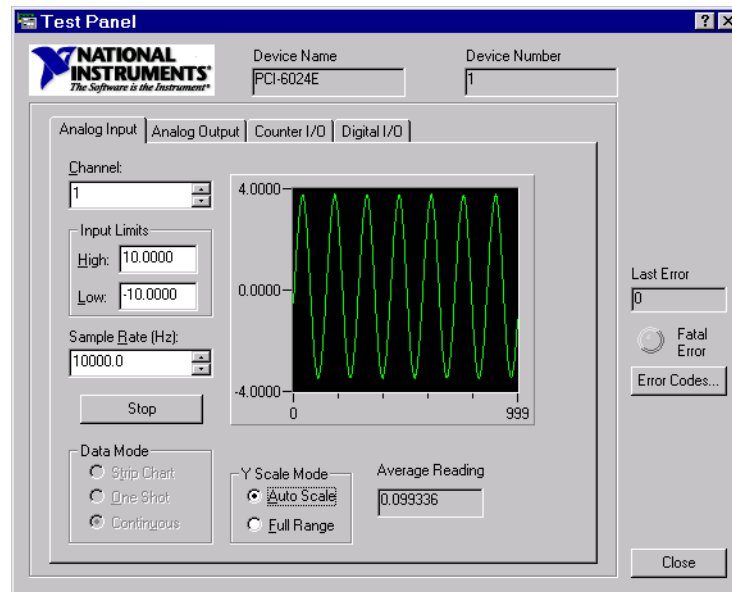 Test Panel
NATIONAL
INSTRUMENTS®
The Software is the Instrument®
Device Name
PCI-6024E
Device Number
1
Analog Input
Analog Output
Counter I/O
Digital I/O
Channel:
1
Input Limits
High: 10.0000
Low: -10.0000
Sample Rate (Hz):
10000.0
Stop
4.0000
0.0000
-4.0000
0 999
Data Mode
Strip Chart
One Shot
Continuous
Y Scale Mode
Auto Scale
Full Range
Average Reading
0.099336
Last Error
0
Fatal
Error
Error Codes...
Close